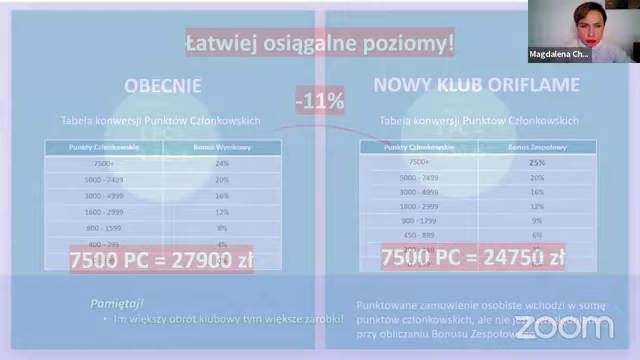 Łatwiej osiągalne poziomy!
Magdalena Ch...
OBECNIE
NOWY KLUB ORIFLAME
-11%
Tabela konwersji Punktów Członkowskich
Punkty Członkowskie Bonus Wynikowy
7500+ 24%
5000 - 7499 20%
3000 - 4999 16%
1600 - 2999 12%
800 - 1599 8%
400 - 799 4%
7500 PC = 27900 zł
Tabela konwersji Punktów Członkowskich
Punkty Członkowskie Bonus Zespołowy
7500+ 25%
5000 - 7499 20%
3000 - 4999 16%
1800 - 2999 12%
900 - 1799 9%
450 - 899 6%
7500 PC = 24750 zł
Pamiętaj!
• Im większy obrót klubowy tym większe zarobki!
Punktowane zamówienie osobiste wchodzi w sumę
punktów członkowskich, ale nie
przy obliczaniu Bonusu Zespołowego
zoom